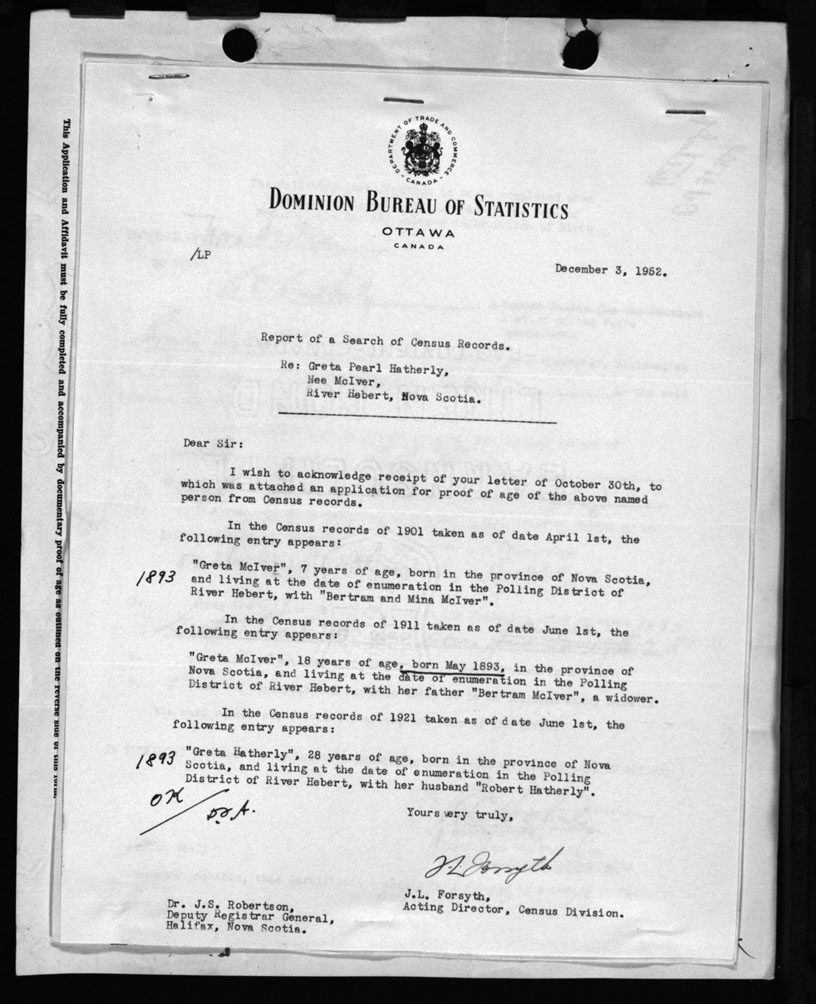 DEPARTMENT OF TRADE AND COMMERCE
- CANADA -
DOMINION BUREAU OF STATISTICS
OTTAWA
CANADA
/LP
December 3, 1952.
Report of a Search of Census Records.
Re: Greta Pearl Hatherly,
Nee McIver,
River Hebert, Nova Scotia.
Dear Sir:
I wish to acknowledge receipt of your letter of October 30th, to
which was attached an application for proof of age of the above named
person from Census records.
In the Census records of 1901 taken as of date April 1st, the
following entry appears:
1893 "Greta McIver", 7 years of age, born in the province of Nova Scotia,
and living at the date of enumeration in the Polling District of
River Hebert, with "Bertram and Mina McIver".
In the Census records of 1911 taken as of date June 1st, the
following entry appears:
"Greta McIver", 18 years of age, born May 1893, in the province of
Nova Scotia, and living at the date of enumeration in the Polling
District of River Hebert, with her father "Bertram McIver", a widower.
In the Census records of 1921 taken as of date June 1st, the
following entry appears:
1893 "Greta Hatherly", 28 years of age, born in the province of Nova
Scotia, and living at the date of enumeration in the Polling
District of River Hebert, with her husband "Robert Hatherly".
OK
Yours very truly,
J.L. Forsyth,
Acting Director, Census Division.
Dr. J.S. Robertson,
Deputy Registrar General,
Halifax, Nova Scotia.
This Application and Affidavit must be fully completed and accompanied by documentary proof of age as outlined on the reverse side of this form.